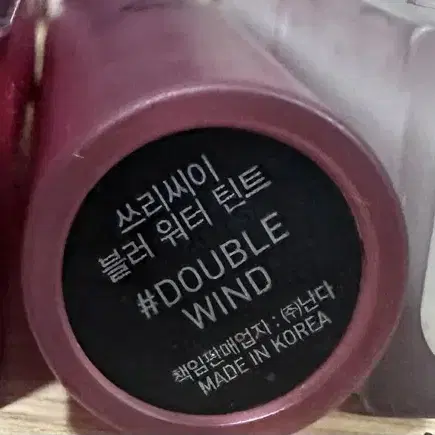 쓰리씨이
블러 워터 틴트
#DOUBLE
WIND
책임판매업자 : ㈜난다
MADE IN KOREA